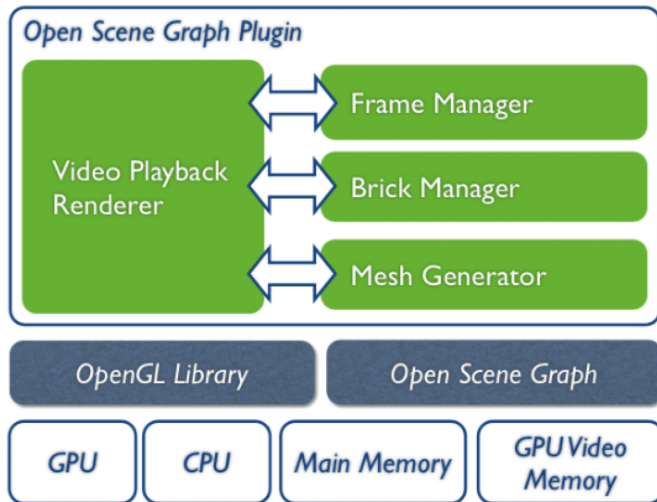 Open Scene Graph Plugin
Video Playback
Renderer
Frame Manager
Brick Manager
Mesh Generator
OpenGL Library
Open Scene Graph
GPU
CPU
Main Memory
GPU Video
Memory